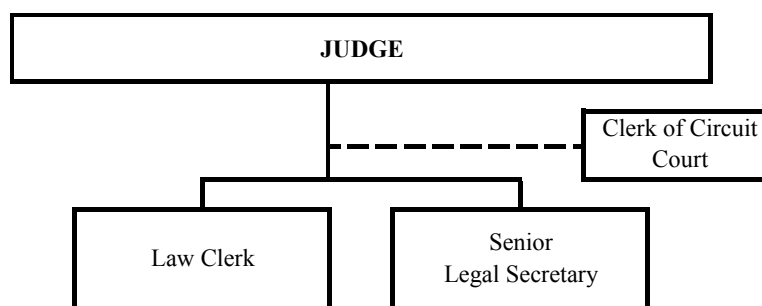 JUDGE
Clerk of Circuit
Court
Law Clerk
Senior
Legal Secretary